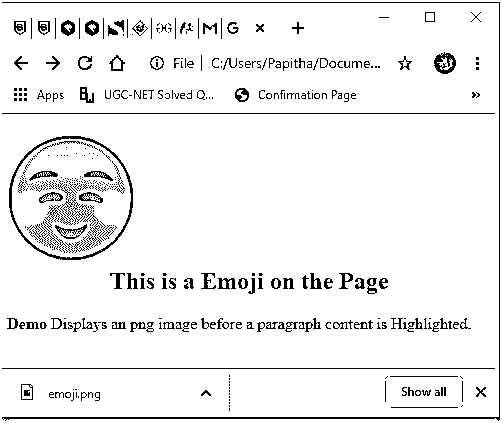 File | C:/Users/Papitha/Docume...
Apps UGC-NET Solved Q... Confirmation Page »
This is a Emoji on the Page
Demo Displays an png image before a paragraph content is Highlighted.
emoji.png Show all